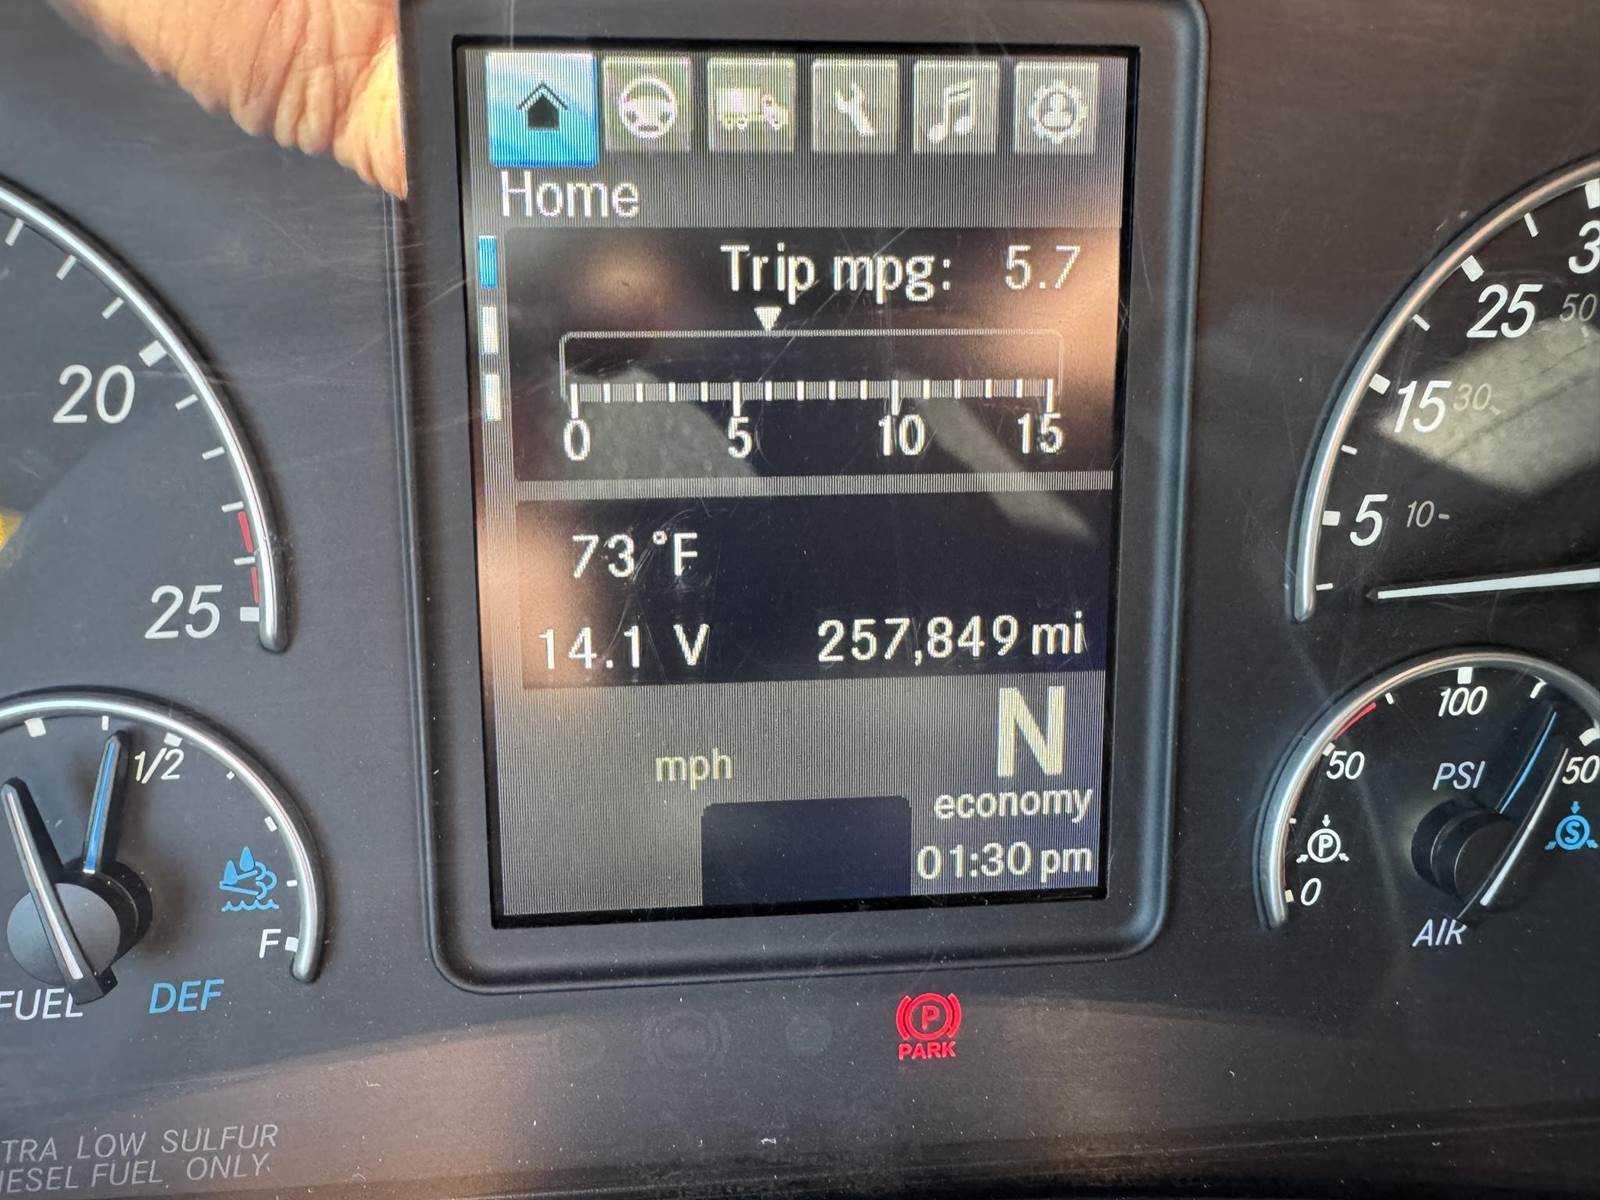 Home
Trip mpg: 5.7
0 5 10 15
73 °F
14.1 V 257,849 mi
N
mph
economy
01:30 pm
20
25
1/2
F
FUEL DEF
25 50
15 30
5 10
100
50
PSI
50
P
S
0
AIR
P
PARK
TRA LOW SULFUR
IESEL FUEL ONLY.